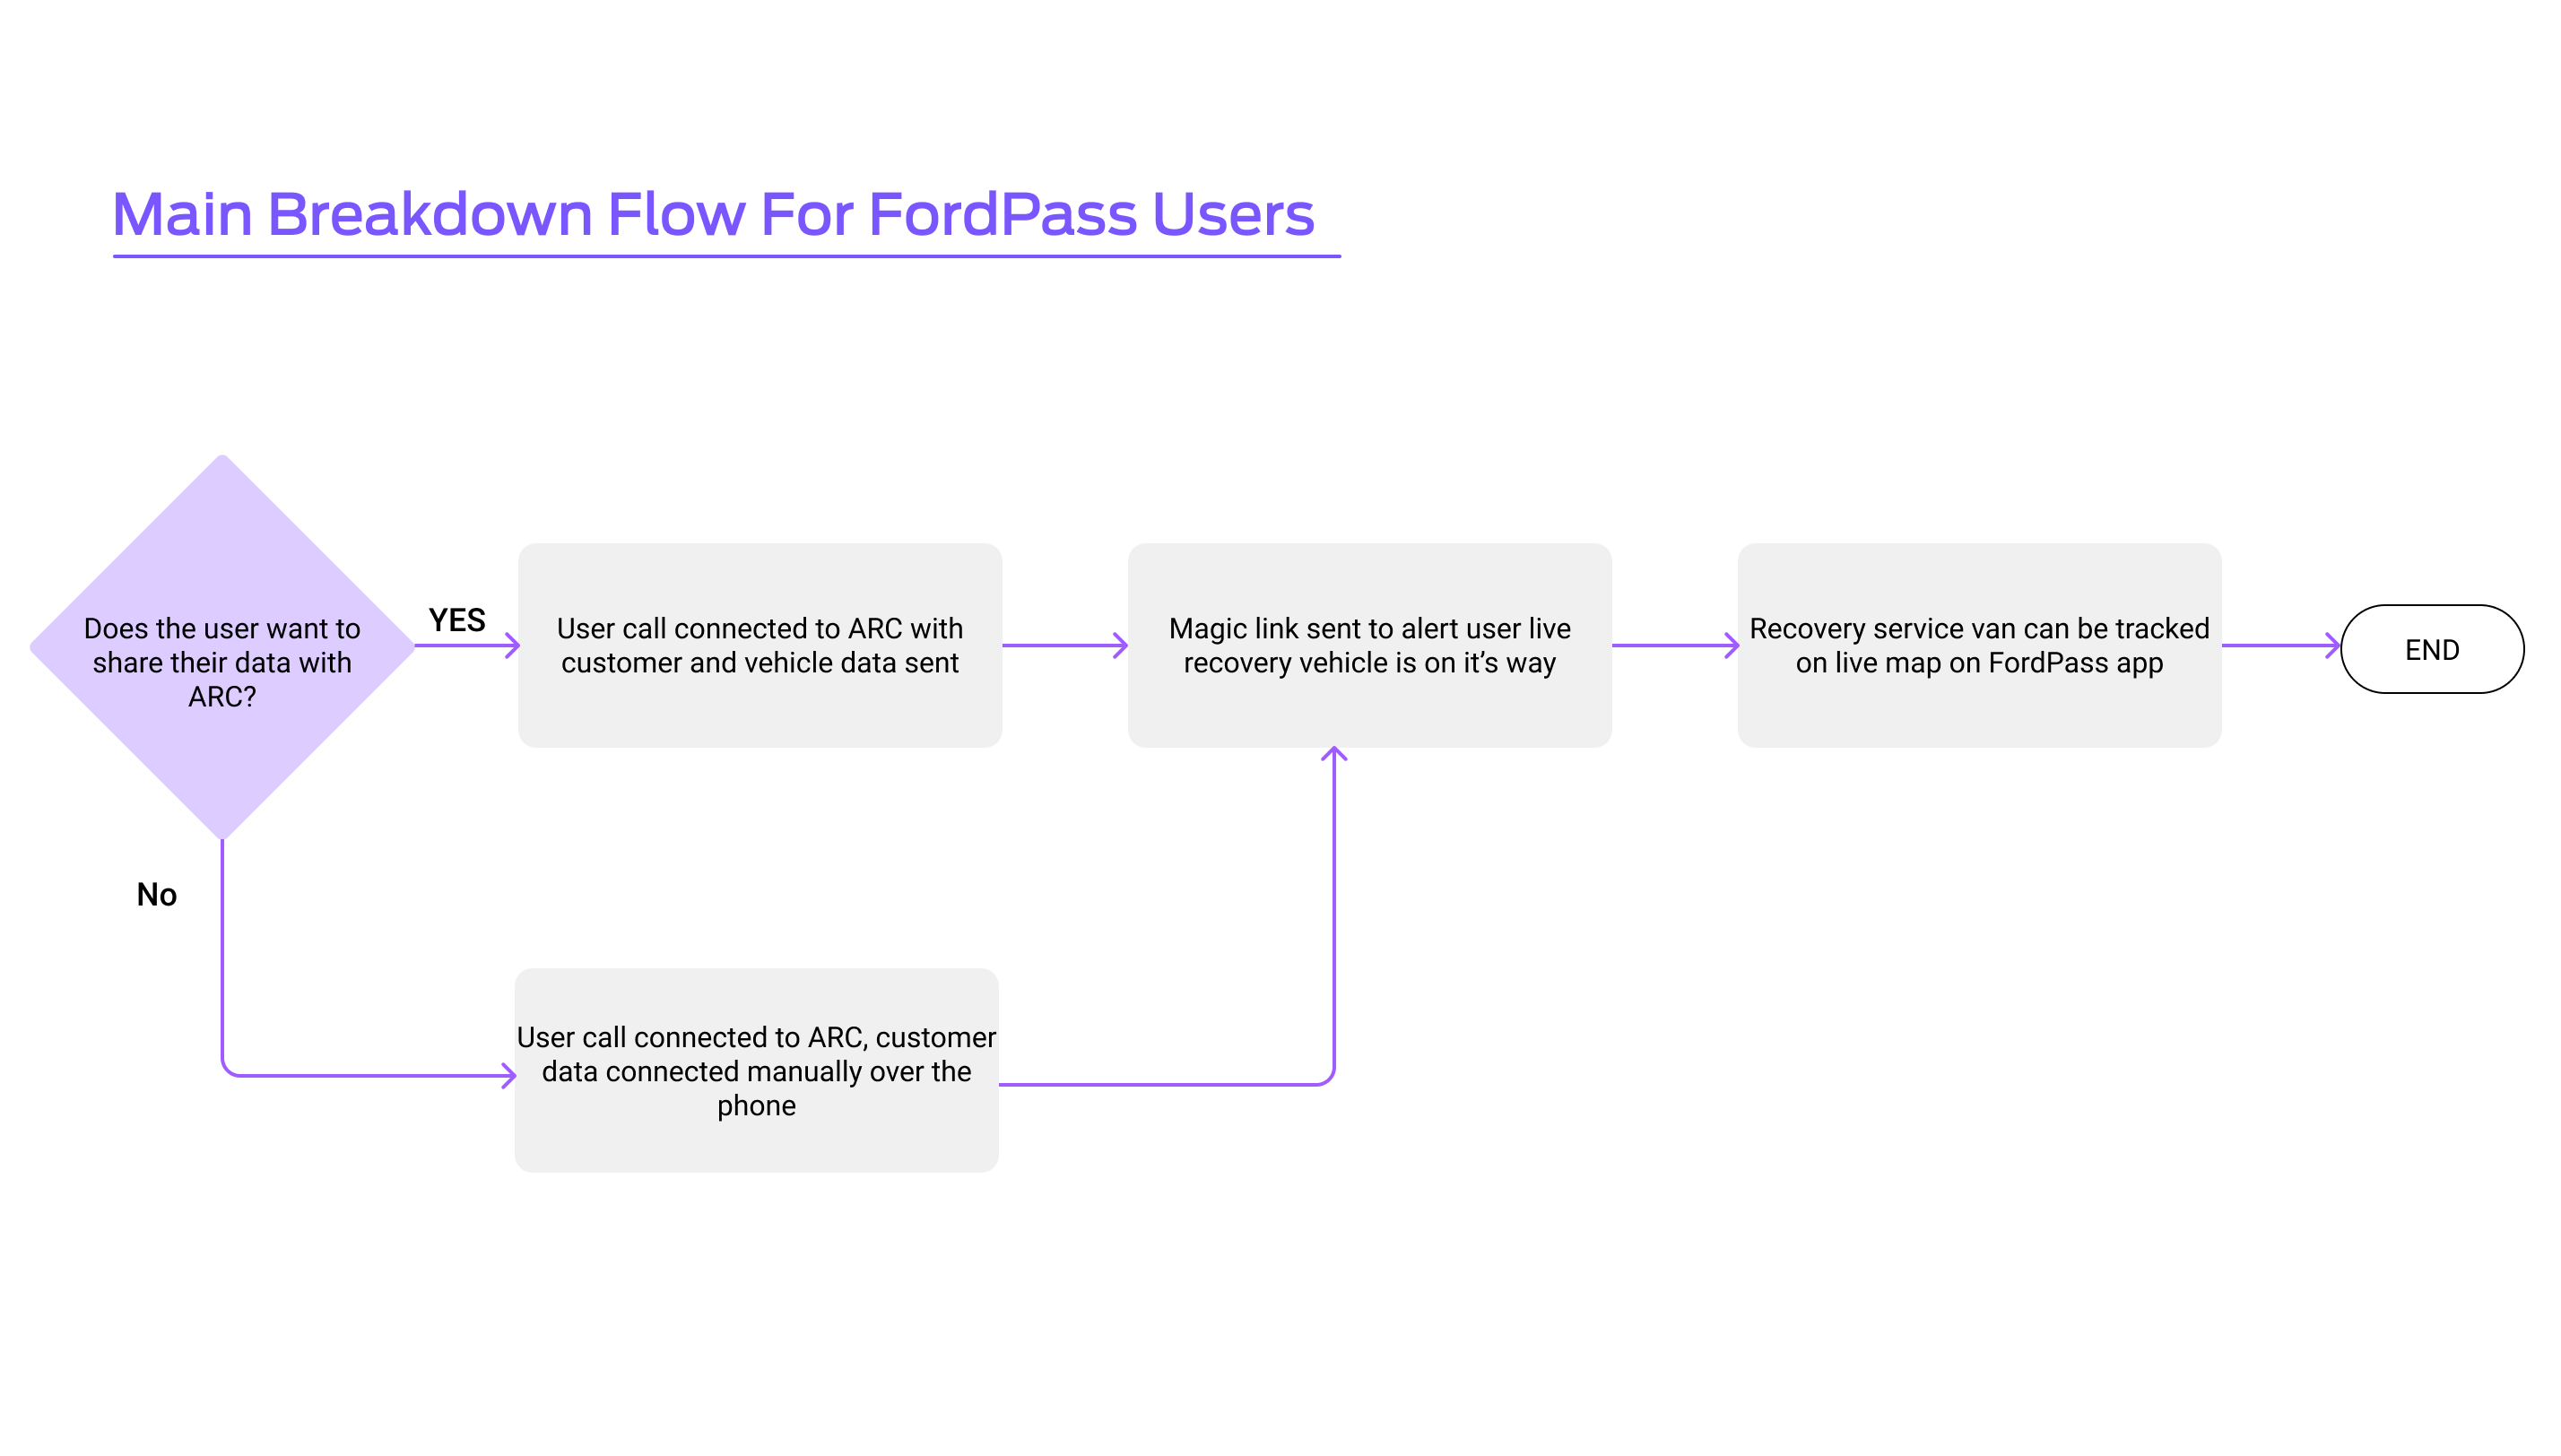 Main Breakdown Flow For FordPass Users
Does the user want to
share their data with
ARC?
YES
User call connected to ARC with
customer and vehicle data sent
Magic link sent to alert user live
recovery vehicle is on it’s way
Recovery service van can be tracked
on live map on FordPass app
END
No
User call connected to ARC, customer
data connected manually over the
phone